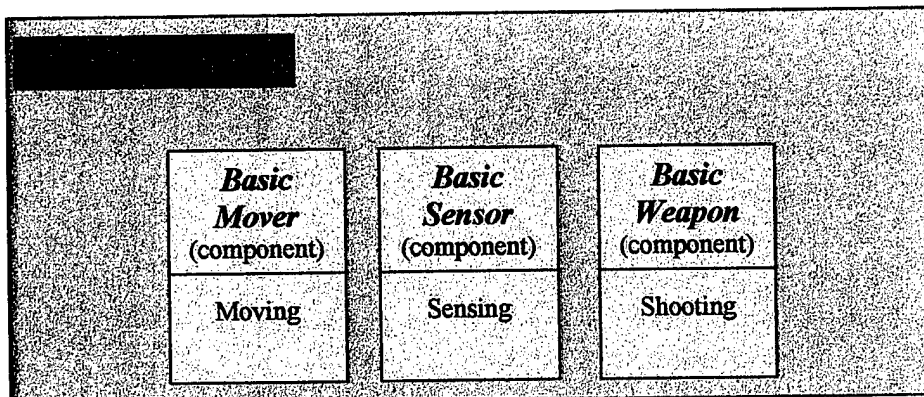 Basic
Mover
(component)
Moving
Basic
Sensor
(component)
Sensing
Basic
Weapon
(component)
Shooting